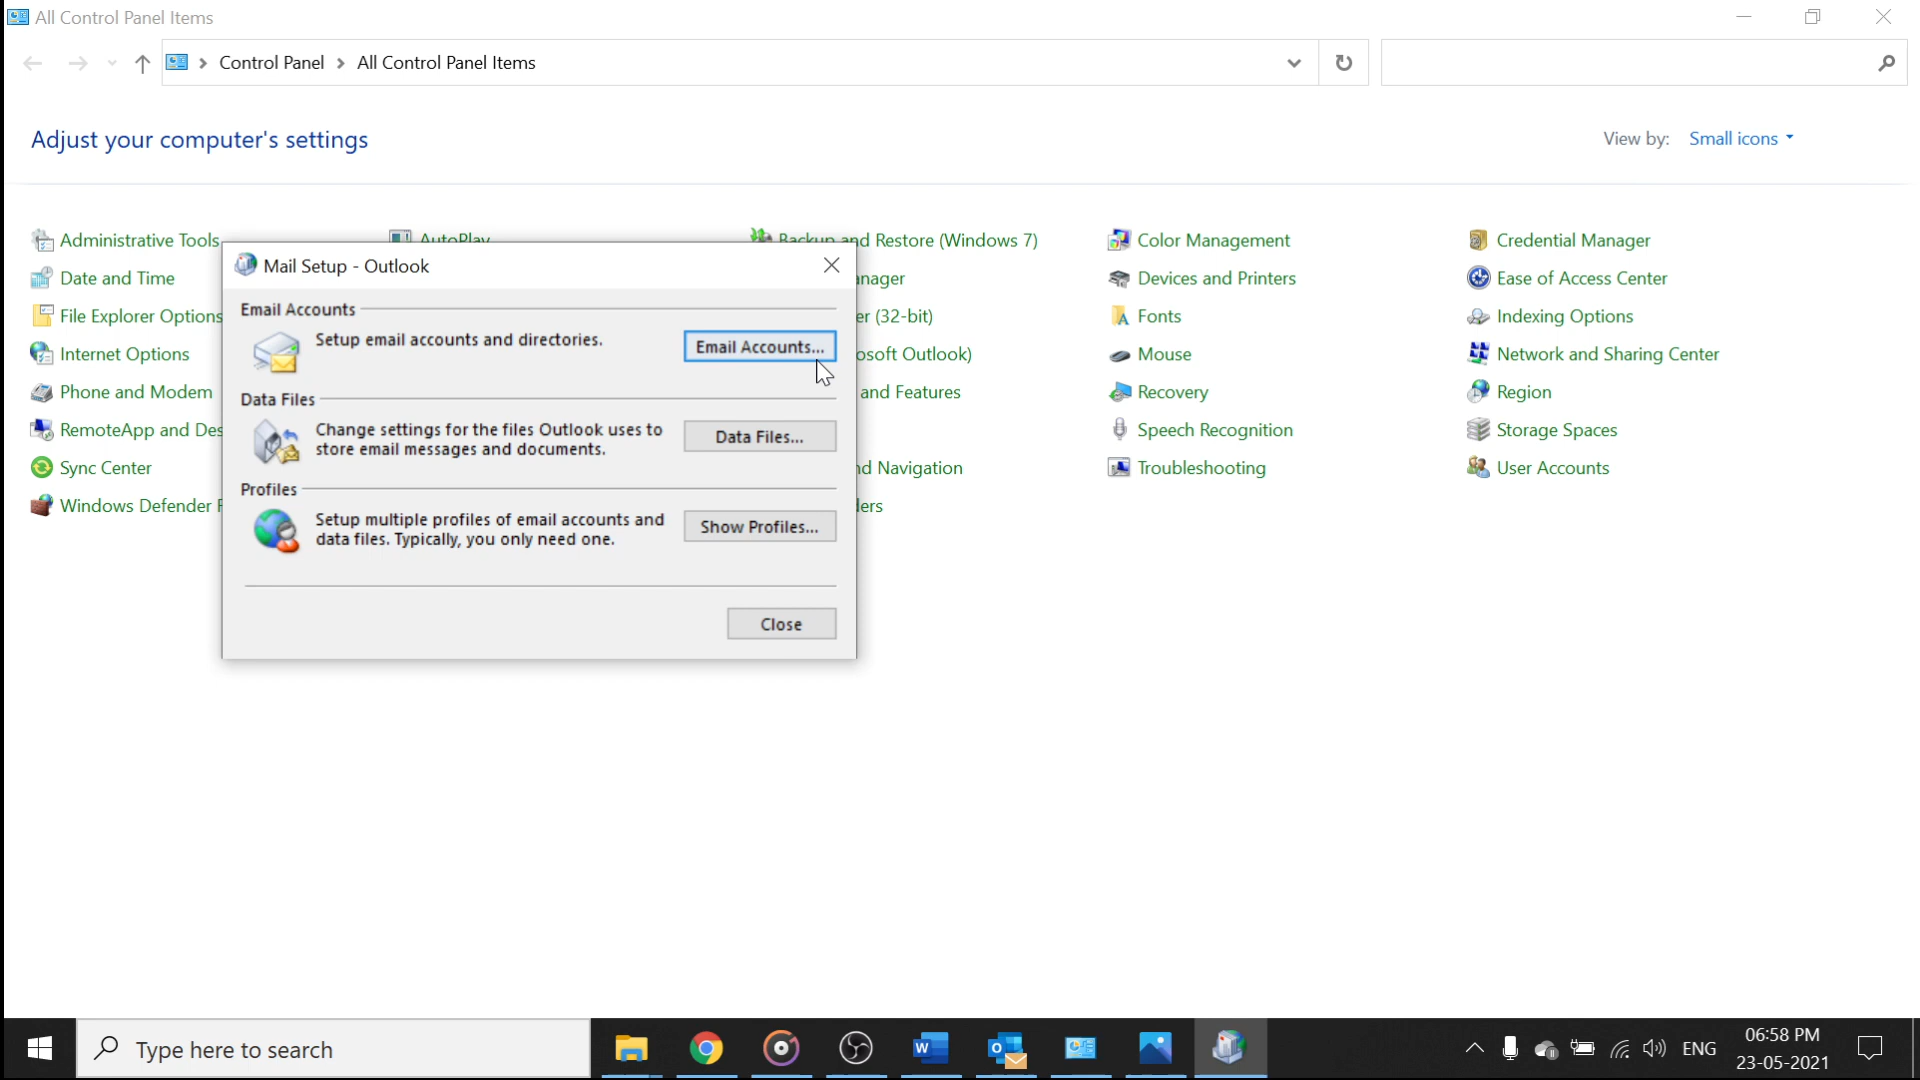 All Control Panel Items
Control Panel > All Control Panel Items
Adjust your computer's settings
View by: Small icons
Administrative Tools
AutoPlay
Backup and Restore (Windows 7)
Color Management
Credential Manager
Date and Time
anager
Devices and Printers
Ease of Access Center
File Explorer Options
er (32-bit)
Fonts
Indexing Options
Internet Options
osoft Outlook)
Mouse
Network and Sharing Center
Phone and Modem
and Features
Recovery
Region
RemoteApp and Des
Speech Recognition
Storage Spaces
Sync Center
nd Navigation
Troubleshooting
User Accounts
Windows Defender F
ders
Mail Setup - Outlook
Email Accounts
Setup email accounts and directories.
Email Accounts...
Data Files
Change settings for the files Outlook uses to
store email messages and documents.
Data Files...
Profiles
Setup multiple profiles of email accounts and
data files. Typically, you only need one.
Show Profiles...
Close
Type here to search
ENG
06:58 PM
23-05-2021